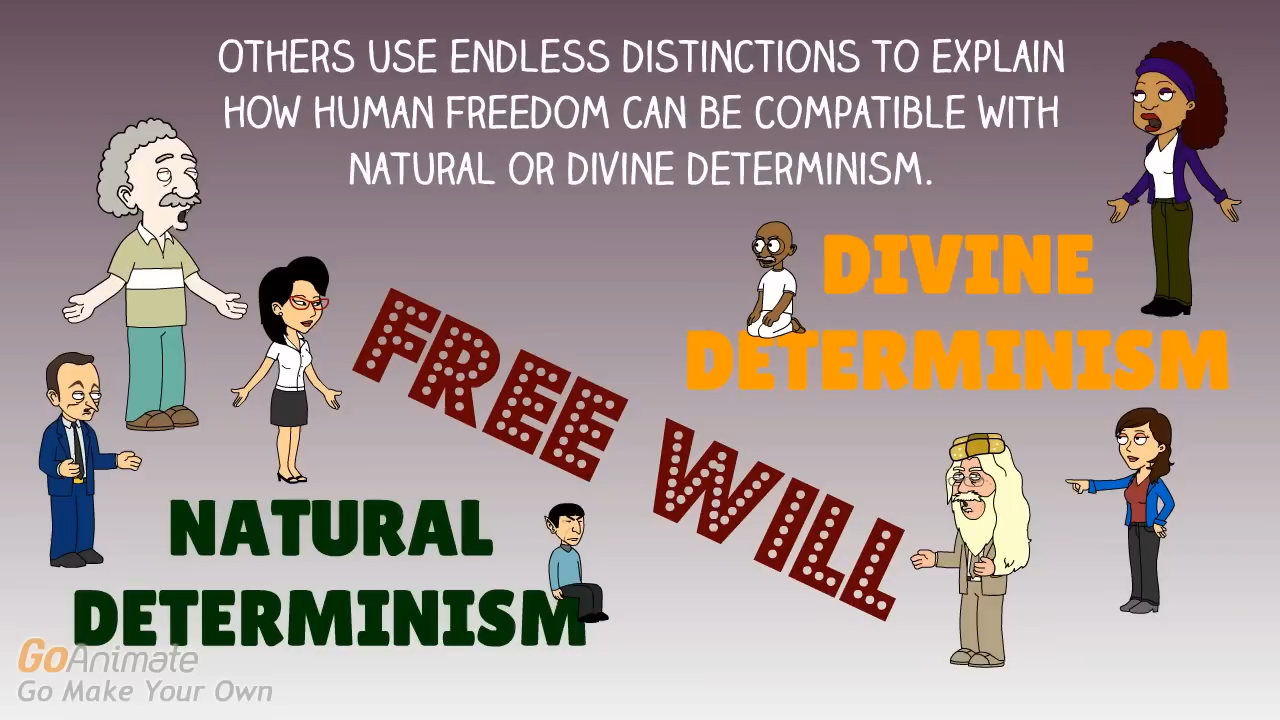 OTHERS USE ENDLESS DISTINCTIONS TO EXPLAIN
HOW HUMAN FREEDOM CAN BE COMPATIBLE WITH
NATURAL OR DIVINE DETERMINISM.
DIVINE
DETERMINISM
FREE WILL
NATURAL
DETERMINISM
GoAnimate
Go Make Your Own